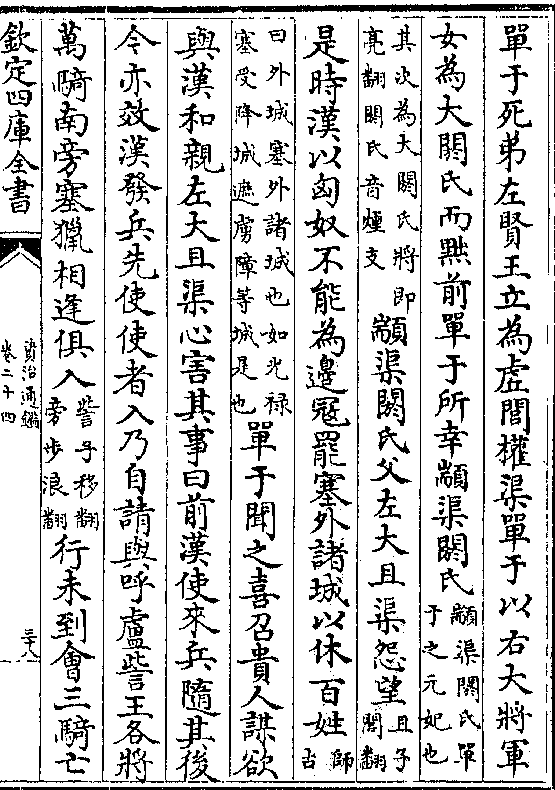 單于死弟左賢王立為虛閭權渠單于以右大將軍
女為大閼氏而黜前單于所幸顓渠閼氏
顓渠閼氏單
于之元妃也
其次為大閼氏將即
亮翻閼氏音煙支
顓渠閼氏父左大且渠怨望
且子
閭翻
是時漢以匈奴不能為邊冦罷塞外諸城以休百姓
師
古
曰外城塞外諸城也如光禄
塞受降城遮虜障等城是也
單于聞之喜召貴人謀欲
與漢和親左大且渠心害其事曰前漢使來兵隨其後
今亦效漢發兵先使使者入乃自請與呼盧訾王各將
萬騎南旁塞獵相逢俱入
訾子移翻
旁步浪翻
行未到會三騎亡
欽定四庫全書
資治通鑑
卷二十四